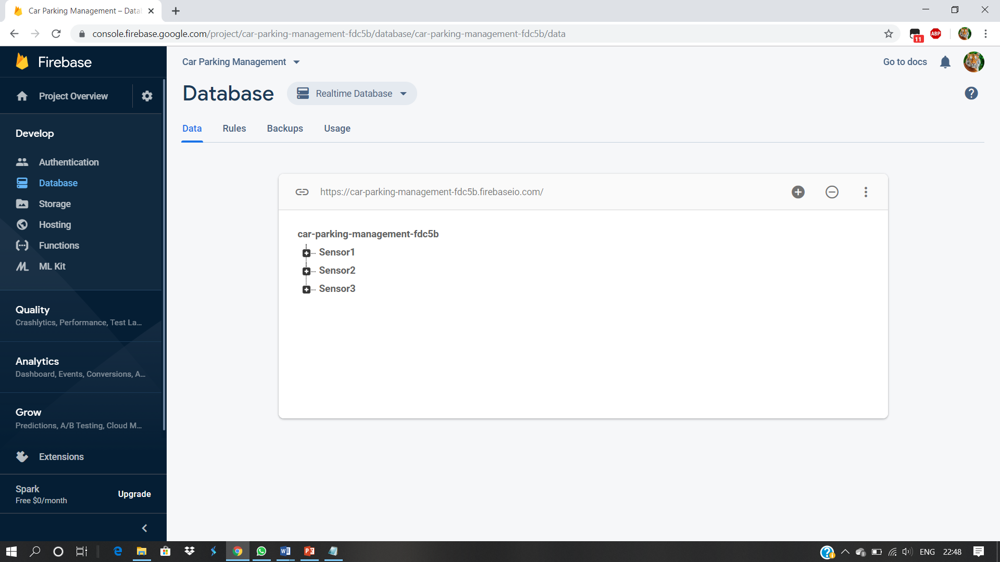 Car Parking Management – Datab
console.firebase.google.com/project/car-parking-management-fdc5b/database/car-parking-management-fdc5b/data
11
ABP
Firebase
Car Parking Management
Go to docs
Project Overview
Database
Realtime Database
?
Data
Rules
Backups
Usage
Develop
Authentication
Database
Storage
Hosting
Functions
ML Kit
https://car-parking-management-fdc5b.firebaseio.com/
car-parking-management-fdc5b
Sensor1
Sensor2
Sensor3
Quality
Crashlytics, Performance, Test La...
Analytics
Dashboard, Events, Conversions, A...
Grow
Predictions, A/B Testing, Cloud M...
Extensions
Spark
Free $0/month
Upgrade
ENG
22:48